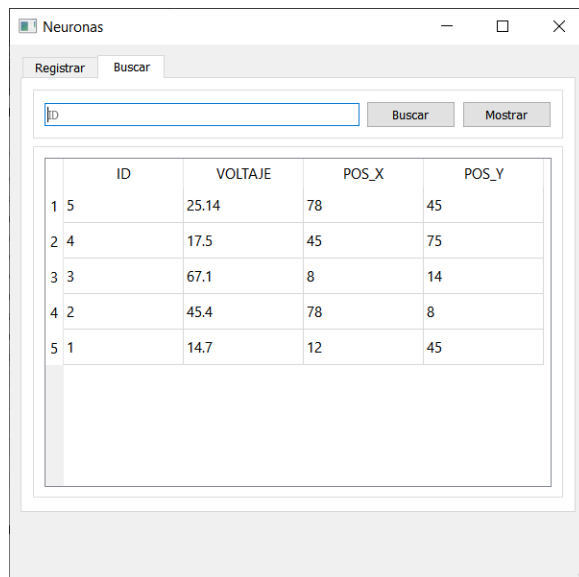 Neuronas
Registrar Buscar
ID Buscar Mostrar
ID VOLTAJE POS_X POS_Y
1 5 25.14 78 45
2 4 17.5 45 75
3 3 67.1 8 14
4 2 45.4 78 8
5 1 14.7 12 45